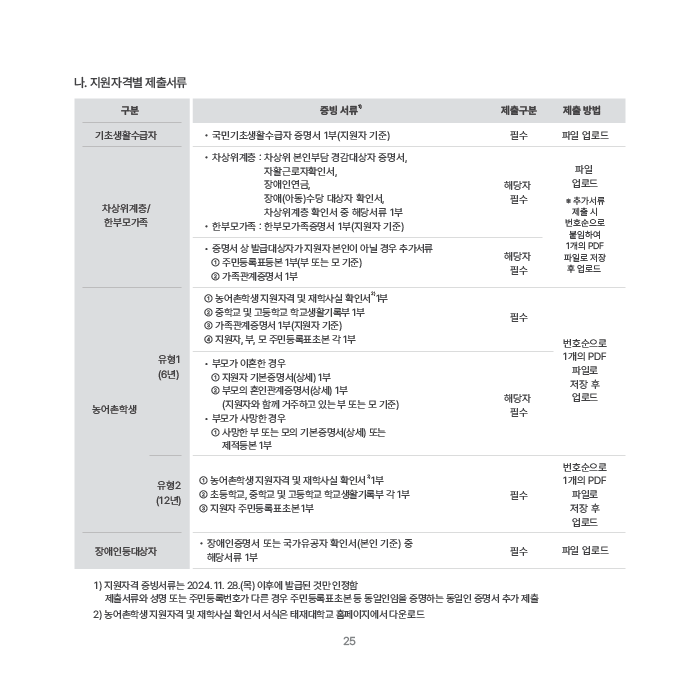 나. 지원자격별 제출서류
구분 증빙 서류1) 제출구분 제출 방법
기초생활수급자 • 국민기초생활수급자 증명서 1부(지원자 기준) 필수 파일 업로드
차상위계층/
한부모가족
• 차상위계층 : 차상위 본인부담 경감대상자 증명서,
자활근로자확인서,
장애인연금,
장애(아동)수당 대상자 확인서,
차상위계층 확인서 중 해당서류 1부
• 한부모가족 : 한부모가족증명서 1부(지원자 기준)
해당자
필수
• 증명서 상 발급대상자가 지원자 본인이 아닐 경우 추가서류
① 주민등록표등본 1부(부 또는 모 기준)
② 가족관계증명서 1부
해당자
필수
파일
업로드
* 추가서류
제출 시
번호순으로
붙임하여
1개의 PDF
파일로 저장
후 업로드
농어촌학생
유형1
(6년)
① 농어촌학생 지원자격 및 재학사실 확인서2) 1부
② 중학교 및 고등학교 학교생활기록부 1부
③ 가족관계증명서 1부(지원자 기준)
④ 지원자, 부, 모 주민등록표초본 각 1부
필수
• 부모가 이혼한 경우
① 지원자 기본증명서(상세) 1부
② 부모의 혼인관계증명서(상세) 1부
(지원자와 함께 거주하고 있는 부 또는 모 기준)
• 부모가 사망한 경우
① 사망한 부 또는 모의 기본증명서(상세) 또는
제적등본 1부
해당자
필수
번호순으로
1개의 PDF
파일로
저장 후
업로드
유형2
(12년)
① 농어촌학생 지원자격 및 재학사실 확인서2) 1부
② 초등학교, 중학교 및 고등학교 학교생활기록부 각 1부
③ 지원자 주민등록표초본 1부
필수
번호순으로
1개의 PDF
파일로
저장 후
업로드
장애인등대상자
• 장애인증명서 또는 국가유공자 확인서(본인 기준) 중
해당서류 1부
필수 파일 업로드
1) 지원자격 증빙서류는 2024. 11. 28.(목) 이후에 발급된 것만 인정함
제출서류와 성명 또는 주민등록번호가 다른 경우 주민등록표초본 등 동일인임을 증명하는 동일인 증명서 추가 제출
2) 농어촌학생 지원자격 및 재학사실 확인서 서식은 태재대학교 홈페이지에서 다운로드
25